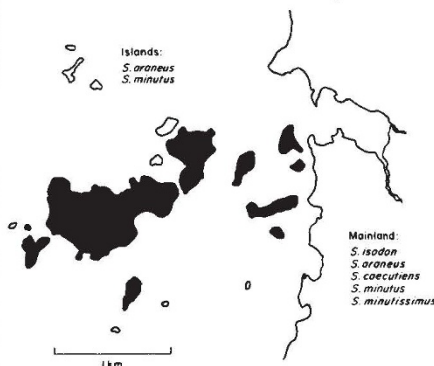 Islands:
S. araneus
S. minutus
Mainland:
S. isodon
S. araneus
S. caecutiens
S. minutus
S. minutissimus
1km